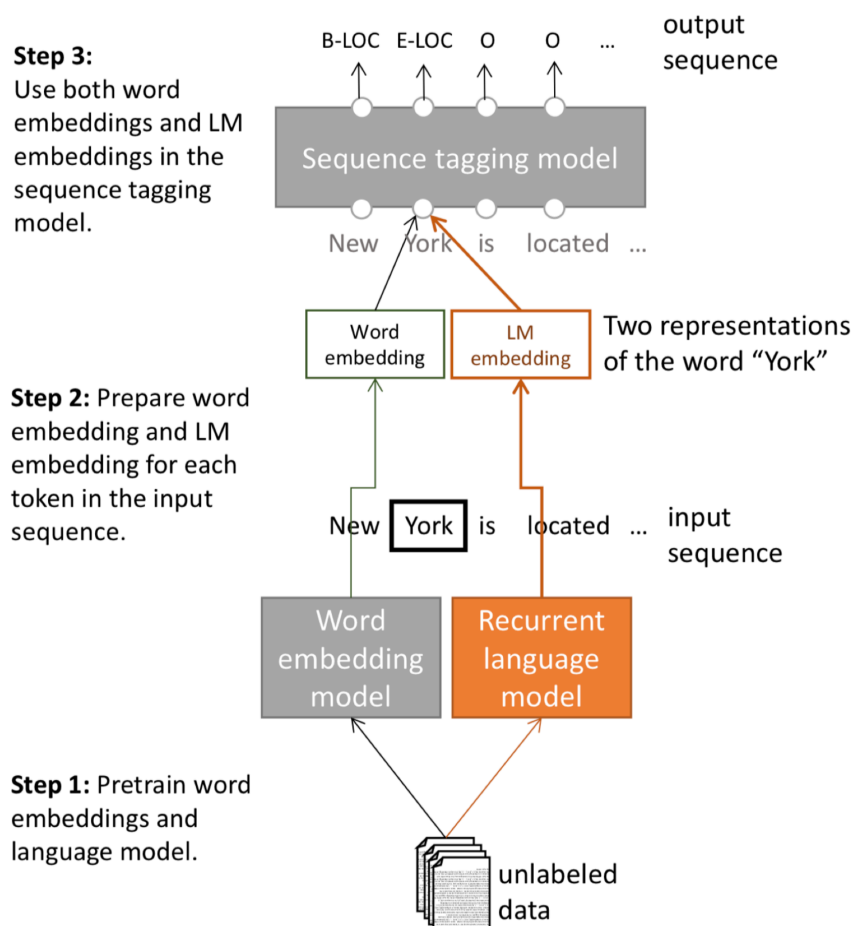 B-LOC E-LOC O O ...
output
sequence
Step 3:
Use both word
embeddings and LM
embeddings in the
sequence tagging
model.
Sequence tagging model
New York is located ...
Word
embedding
LM
embedding
Two representations
of the word “York”
Step 2: Prepare word
embedding and LM
embedding for each
token in the input
sequence.
New York is located ...
input
sequence
Word
embedding
model
Recurrent
language
model
Step 1: Pretrain word
embeddings and
language model.
unlabeled
data